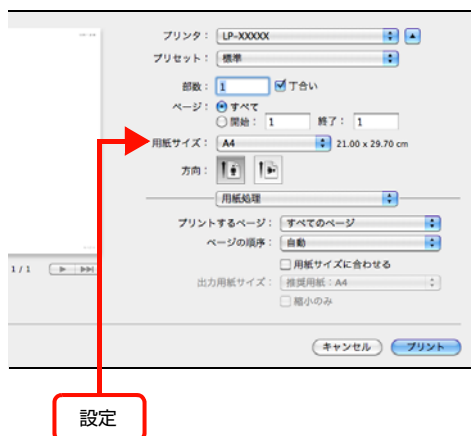 プリンタ： LP-XXXXX
プリセット： 標準
部数： 1 丁合い
ページ： すべて
開始： 1 終了： 1
用紙サイズ： A4 21.00 x 29.70 cm
方向：
用紙処理
プリントするページ： すべてのページ
ページの順序： 自動
用紙サイズに合わせる
1 / 1
出力用紙サイズ： 推奨用紙：A4
縮小のみ
キャンセル プリント
設定